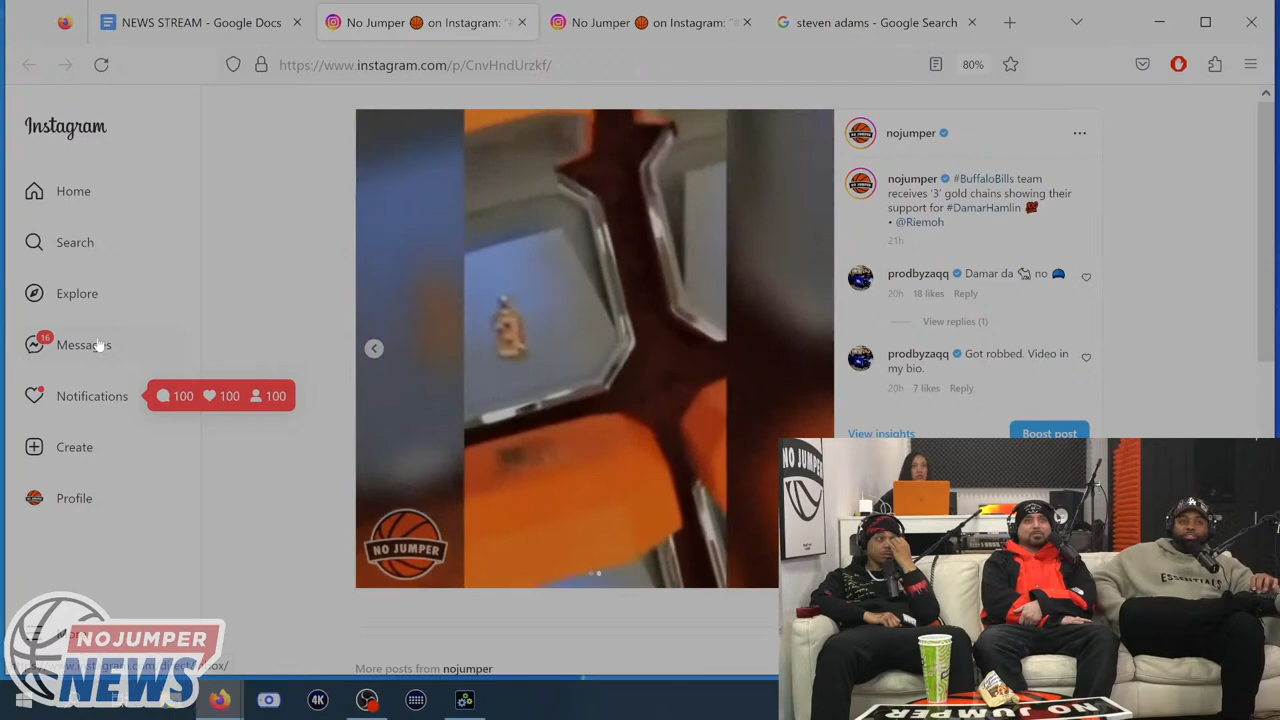 NEWS STREAM - Google Docs
No Jumper 🏀 on Instagram: "#
No Jumper 🏀 on Instagram: "#
steven adams - Google Search
https://www.instagram.com/p/CnvHndUrzkf/
80%
Instagram
Home
Search
Explore
16
Messages
Notifications
100 100 100
Create
Profile
nojumper
nojumper #BuffaloBills team
receives '3' gold chains showing their
support for #DamarHamlin
• @Riemoh
21h
prodbyzaqq Damar da 🐐 no 🧢
20h 18 likes Reply
View replies (1)
prodbyzaqq Got robbed. Video in
my bio.
20h 7 likes Reply
View insights
Boost post
NO JUMPER
More posts from nojumper
NO JUMPER
ESSENTIALS
NO JUMPER
NOJUMPER
NEWS
4K